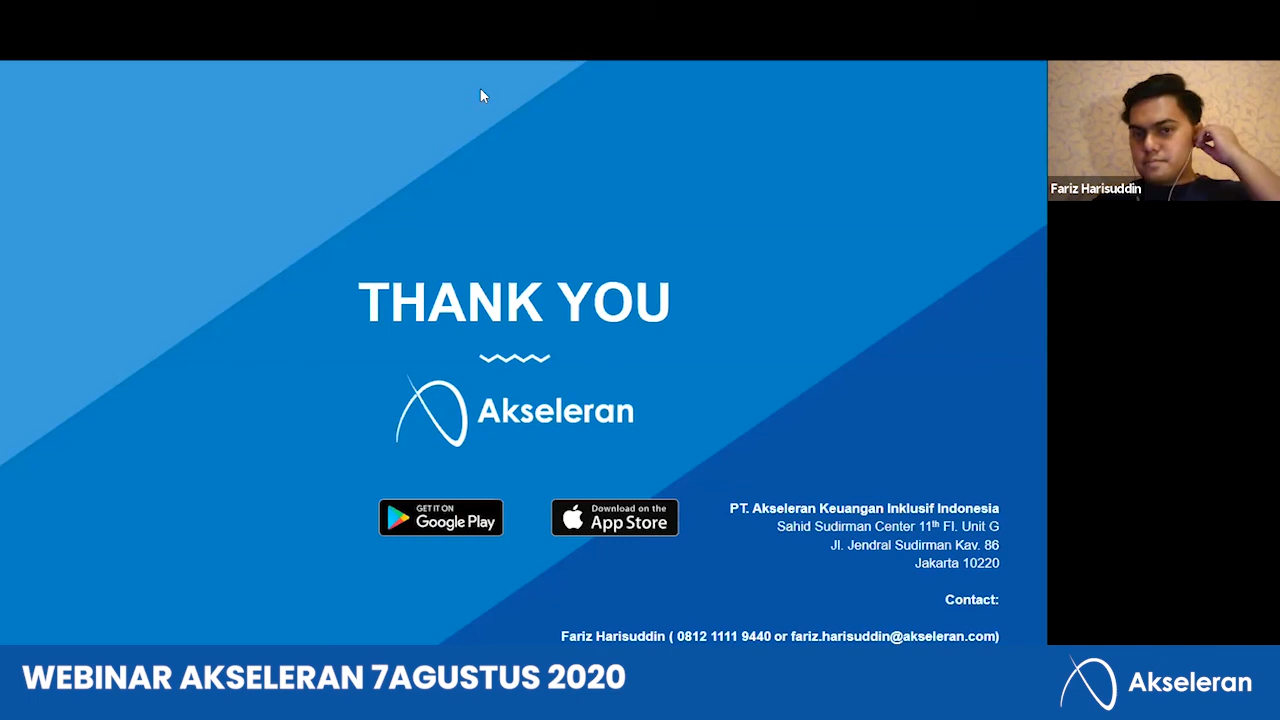 Fariz Harisuddin
THANK YOU
Akseleran
GET IT ON
Google Play
Download on the
App Store
PT. Akseleran Keuangan Inklusif Indonesia
Sahid Sudirman Center 11th Fl. Unit G
Jl. Jendral Sudirman Kav. 86
Jakarta 10220
Contact:
Fariz Harisuddin ( 0812 1111 9440 or fariz.harisuddin@akseleran.com)
WEBINAR AKSELERAN 7AGUSTUS 2020
Akseleran